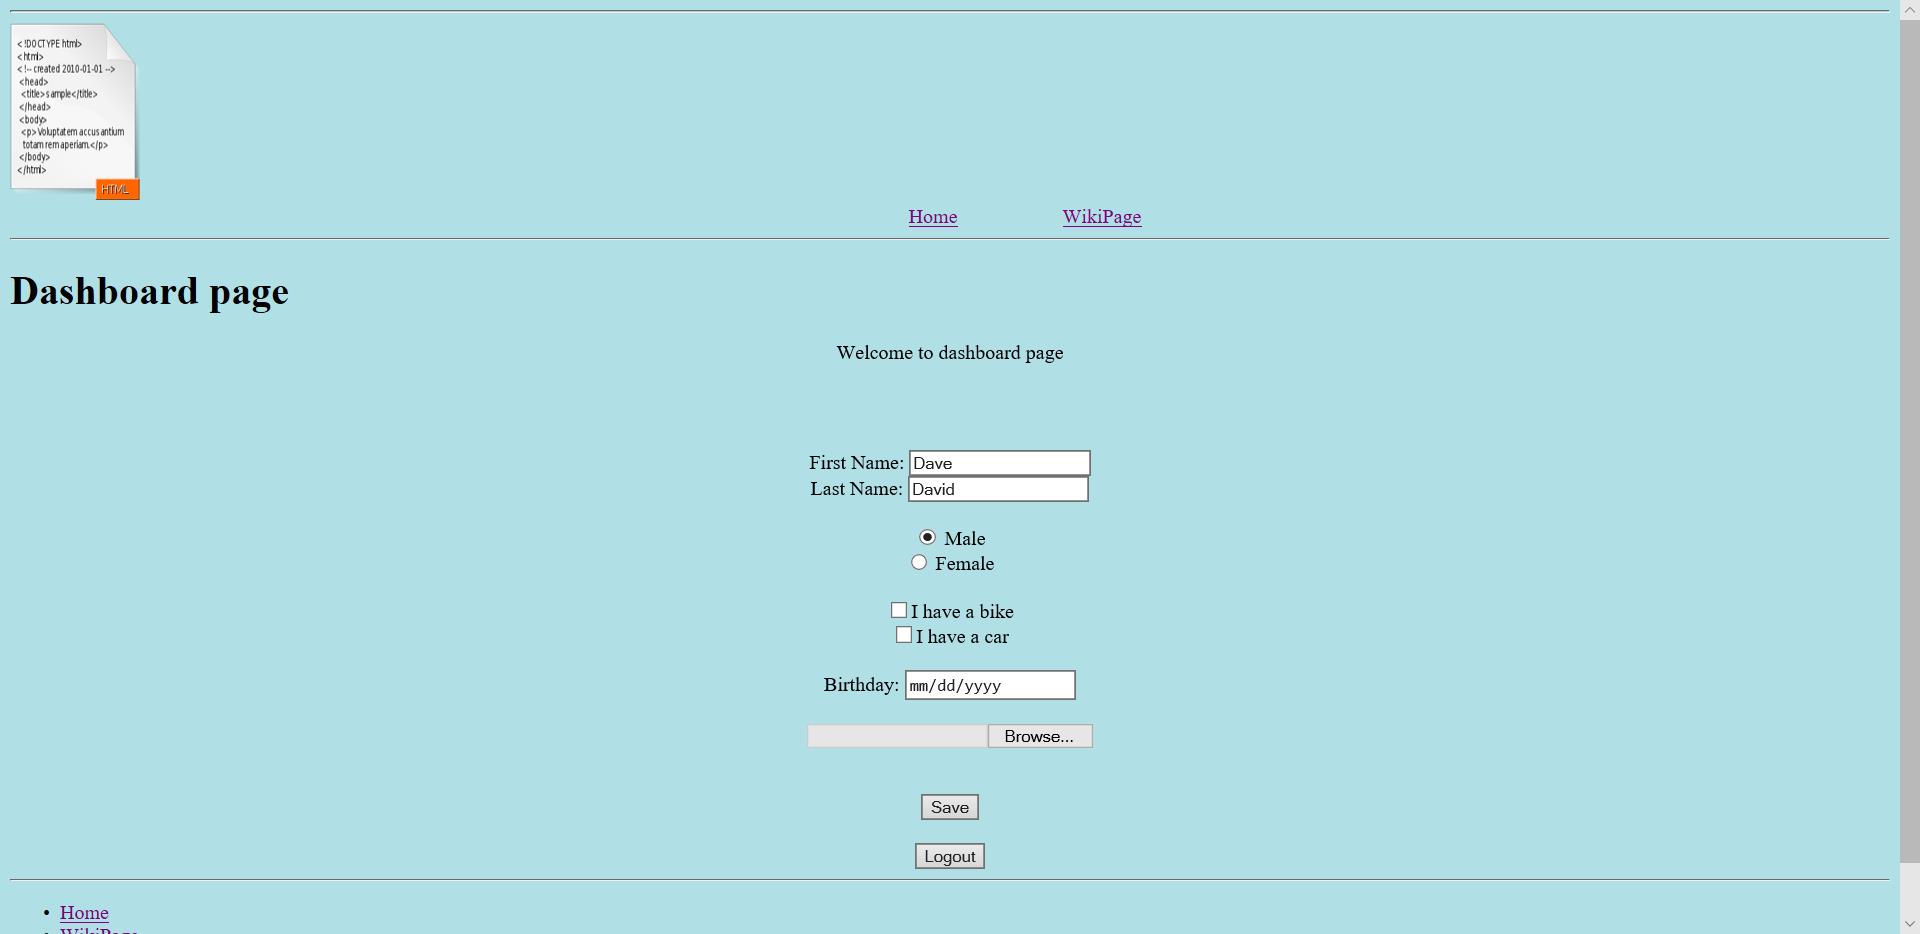 <!DOCTYPE html>
<html>
<!-- created 2010-01-01 -->
<head>
<title>sample</title>
</head>
<body>
<p>Voluptatem accusantium
totam rem aperiam.</p>
</body>
</html>
HTML
Home WikiPage
Dashboard page
Welcome to dashboard page
First Name: Dave
Last Name: David
Male
Female
I have a bike
I have a car
Birthday: mm/dd/yyyy
Browse...
Save
Logout
• Home
• WikiPage